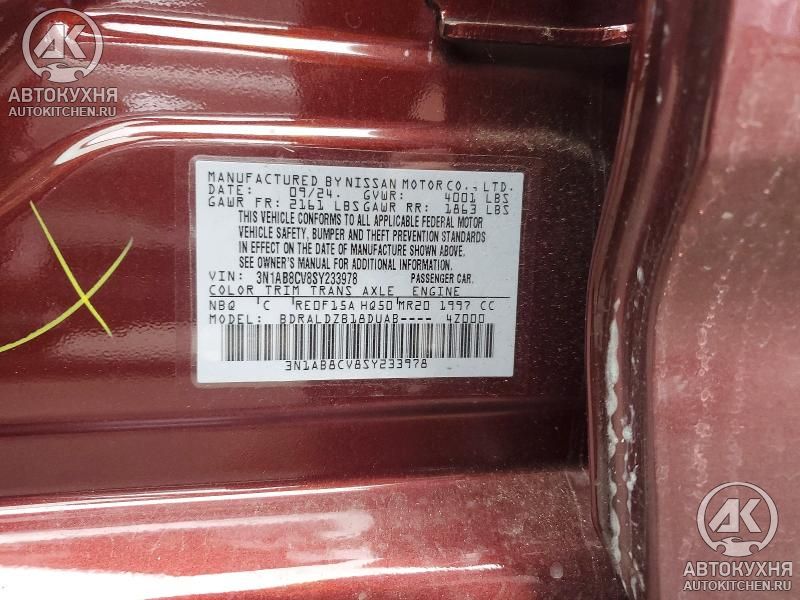 АК
АВТОКУХНЯ
AUTOKITCHEN.RU
MANUFACTURED BY NISSAN MOTOR CO., LTD.
DATE: 09/24. GVWR: 4001 LBS
GAWR FR: 2161 LBS GAWR RR: 1863 LBS
THIS VEHICLE CONFORMS TO ALL APPLICABLE FEDERAL MOTOR
VEHICLE SAFETY, BUMPER AND THEFT PREVENTION STANDARDS
IN EFFECT ON THE DATE OF MANUFACTURE SHOWN ABOVE.
SEE OWNER'S MANUAL FOR ADDITIONAL INFORMATION.
VIN: 3N1AB8CV8SY233978 PASSENGER CAR.
COLOR TRIM TRANS AXLE ENGINE
NBQ C RE0F15A HQ50 MR20 1997 CC
MODEL: BDRALDZB18DUAB---- 4Z000
3N1AB8CV8SY233978
АК
АВТОКУХНЯ
AUTOKITCHEN.RU